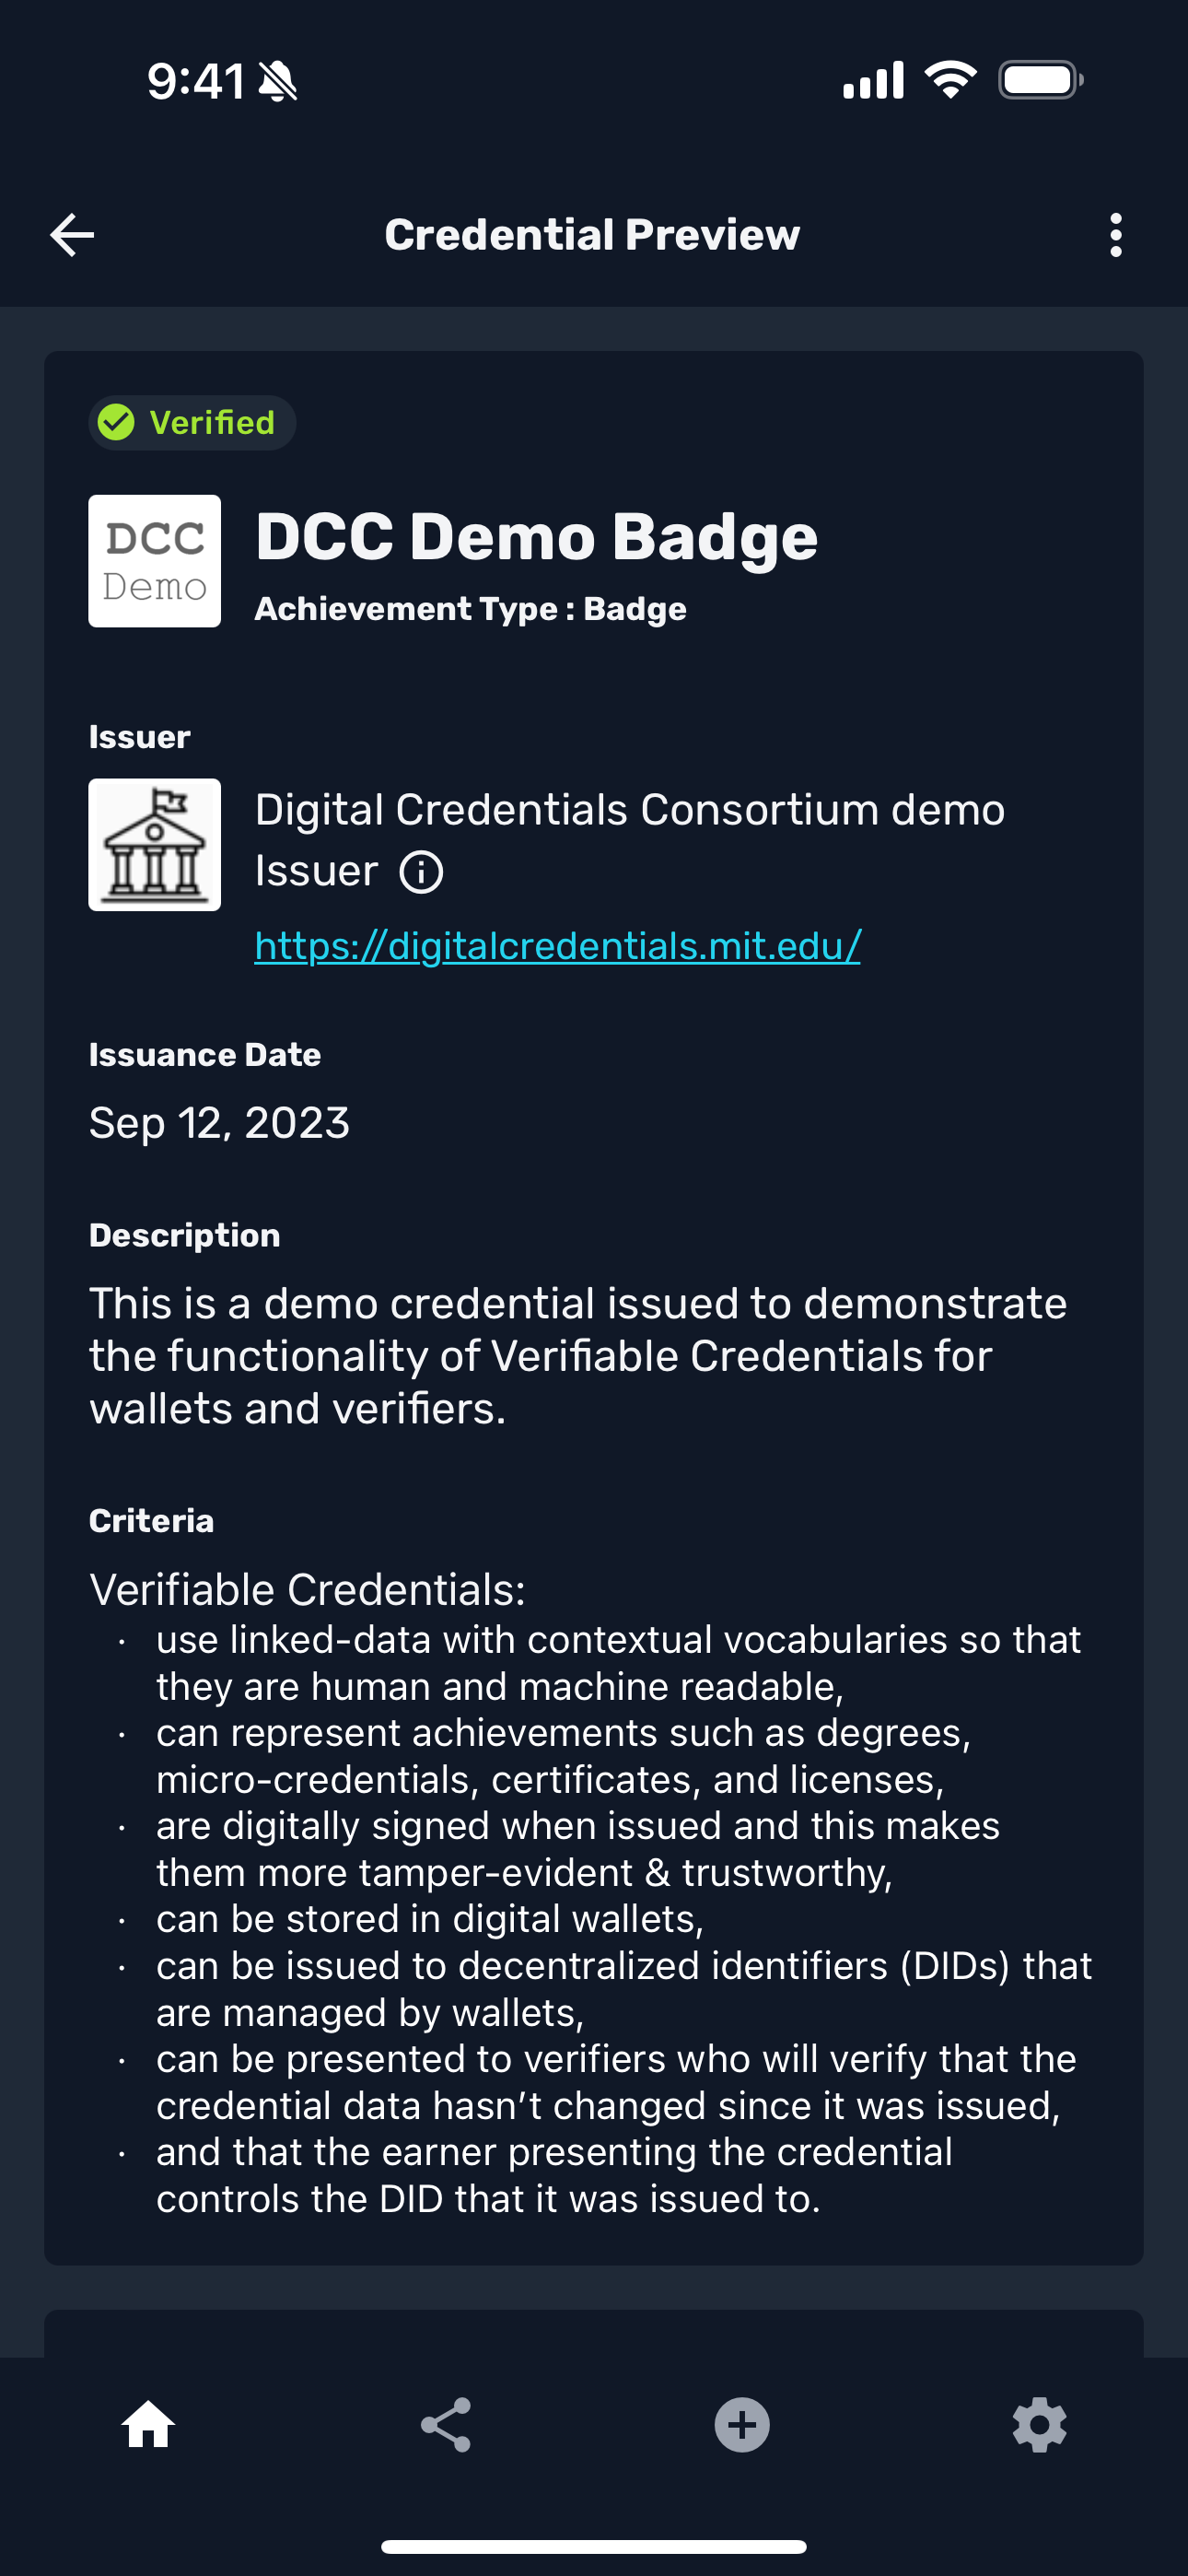 9:41
Credential Preview
Verified
DCC
Demo
DCC Demo Badge
Achievement Type : Badge
Issuer
Digital Credentials Consortium demo
Issuer
https://digitalcredentials.mit.edu/
Issuance Date
Sep 12, 2023
Description
This is a demo credential issued to demonstrate
the functionality of Verifiable Credentials for
wallets and verifiers.
Criteria
Verifiable Credentials:
· use linked-data with contextual vocabularies so that
they are human and machine readable,
· can represent achievements such as degrees,
micro-credentials, certificates, and licenses,
· are digitally signed when issued and this makes
them more tamper-evident & trustworthy,
· can be stored in digital wallets,
· can be issued to decentralized identifiers (DIDs) that
are managed by wallets,
· can be presented to verifiers who will verify that the
credential data hasn’t changed since it was issued,
· and that the earner presenting the credential
controls the DID that it was issued to.